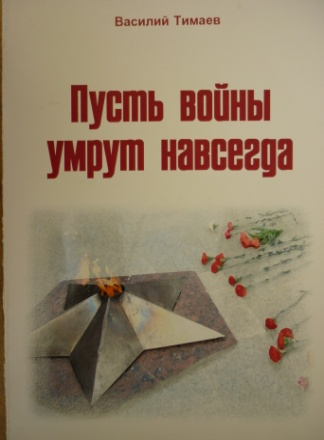 Василий Тимаев
Пусть войны
умрут навсегда